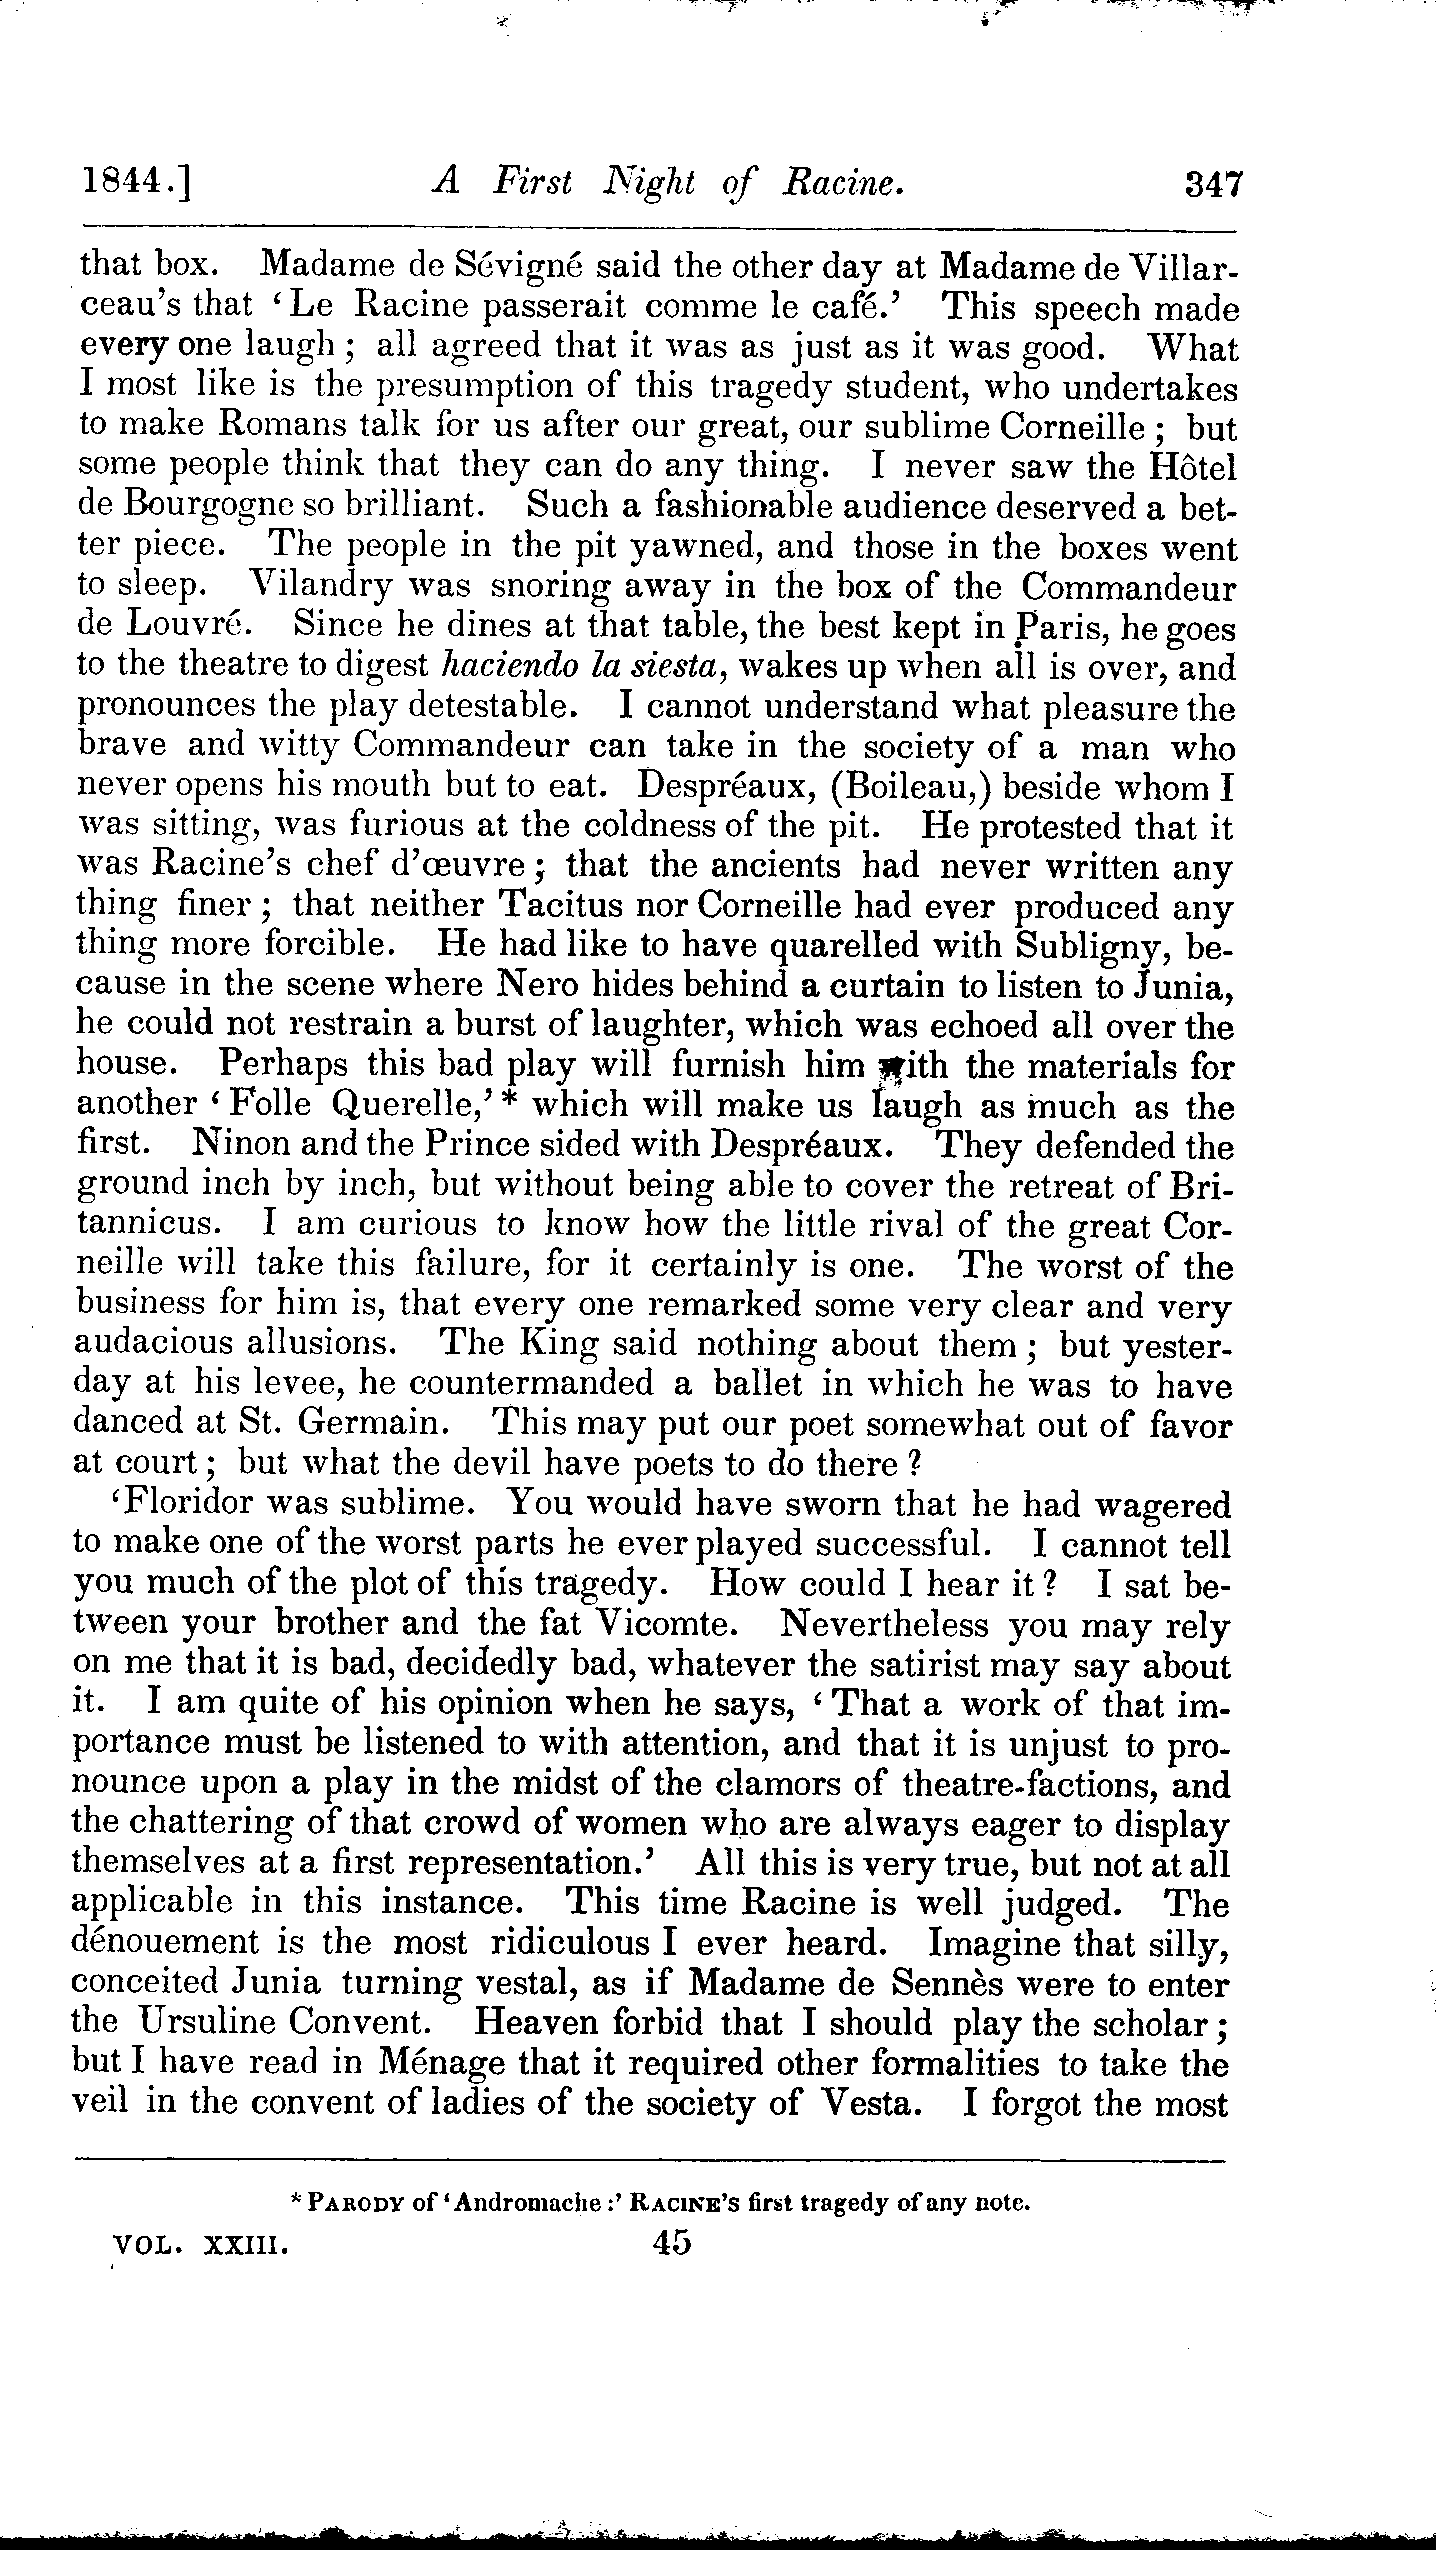 1844.] A First Night of Racine. 347
that box. Madame de Sévigné said the other day at Madame de Villar-
ceau's that ‘Le Racine passerait comme le café.’ This speech made
every one laugh ; all agreed that it was as just as it was good. What
I most like is the presumption of this tragedy student, who undertakes
to make Romans talk for us after our great, our sublime Corneille ; but
some people think that they can do any thing. I never saw the Hôtel
de Bourgogne so brilliant. Such a fashionable audience deserved a bet-
ter piece. The people in the pit yawned, and those in the boxes went
to sleep. Vilandry was snoring away in the box of the Commandeur
de Louvré. Since he dines at that table, the best kept in Paris, he goes
to the theatre to digest haciendo la siesta, wakes up when all is over, and
pronounces the play detestable. I cannot understand what pleasure the
brave and witty Commandeur can take in the society of a man who
never opens his mouth but to eat. Despréaux, (Boileau,) beside whom I
was sitting, was furious at the coldness of the pit. He protested that it
was Racine's chef d'œuvre ; that the ancients had never written any
thing finer ; that neither Tacitus nor Corneille had ever produced any
thing more forcible. He had like to have quarelled with Subligny, be-
cause in the scene where Nero hides behind a curtain to listen to Junia,
he could not restrain a burst of laughter, which was echoed all over the
house. Perhaps this bad play will furnish him with the materials for
another ‘Folle Querelle,’* which will make us laugh as much as the
first. Ninon and the Prince sided with Despréaux. They defended the
ground inch by inch, but without being able to cover the retreat of Bri-
tannicus. I am curious to know how the little rival of the great Cor-
neille will take this failure, for it certainly is one. The worst of the
business for him is, that every one remarked some very clear and very
audacious allusions. The King said nothing about them ; but yester-
day at his levee, he countermanded a ballet in which he was to have
danced at St. Germain. This may put our poet somewhat out of favor
at court ; but what the devil have poets to do there ?
‘Floridor was sublime. You would have sworn that he had wagered
to make one of the worst parts he ever played successful. I cannot tell
you much of the plot of this tragedy. How could I hear it ? I sat be-
tween your brother and the fat Vicomte. Nevertheless you may rely
on me that it is bad, decidedly bad, whatever the satirist may say about
it. I am quite of his opinion when he says, ‘That a work of that im-
portance must be listened to with attention, and that it is unjust to pro-
nounce upon a play in the midst of the clamors of theatre-factions, and
the chattering of that crowd of women who are always eager to display
themselves at a first representation.’ All this is very true, but not at all
applicable in this instance. This time Racine is well judged. The
dénouement is the most ridiculous I ever heard. Imagine that silly,
conceited Junia turning vestal, as if Madame de Sennès were to enter
the Ursuline Convent. Heaven forbid that I should play the scholar ;
but I have read in Ménage that it required other formalities to take the
veil in the convent of ladies of the society of Vesta. I forgot the most
* PARODY of ‘Andromache :’ RACINE'S first tragedy of any note.
VOL. XXIII. 45